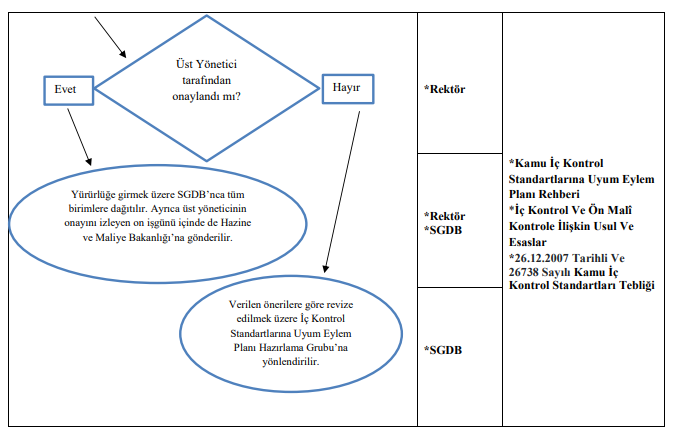 Üst Yönetici
tarafından
onaylandı mı?
Evet
Hayır
Yürürlüğe girmek üzere SGDB’nca tüm
birimlere dağıtılır. Ayrıca üst yöneticinin
onayını izleyen on işgünü içinde de Hazine
ve Maliye Bakanlığı’na gönderilir.
Verilen önerilere göre revize
edilmek üzere İç Kontrol
Standartlarına Uyum Eylem
Planı Hazırlama Grubu’na
yönlendirilir.
*Rektör
*Rektör
*SGDB
*SGDB
*Kamu İç Kontrol
Standartlarına Uyum Eylem
Planı Rehberi
*İç Kontrol Ve Ön Malî
Kontrole İlişkin Usul Ve
Esaslar
*26.12.2007 Tarihli Ve
26738 Sayılı Kamu İç
Kontrol Standartları Tebliği